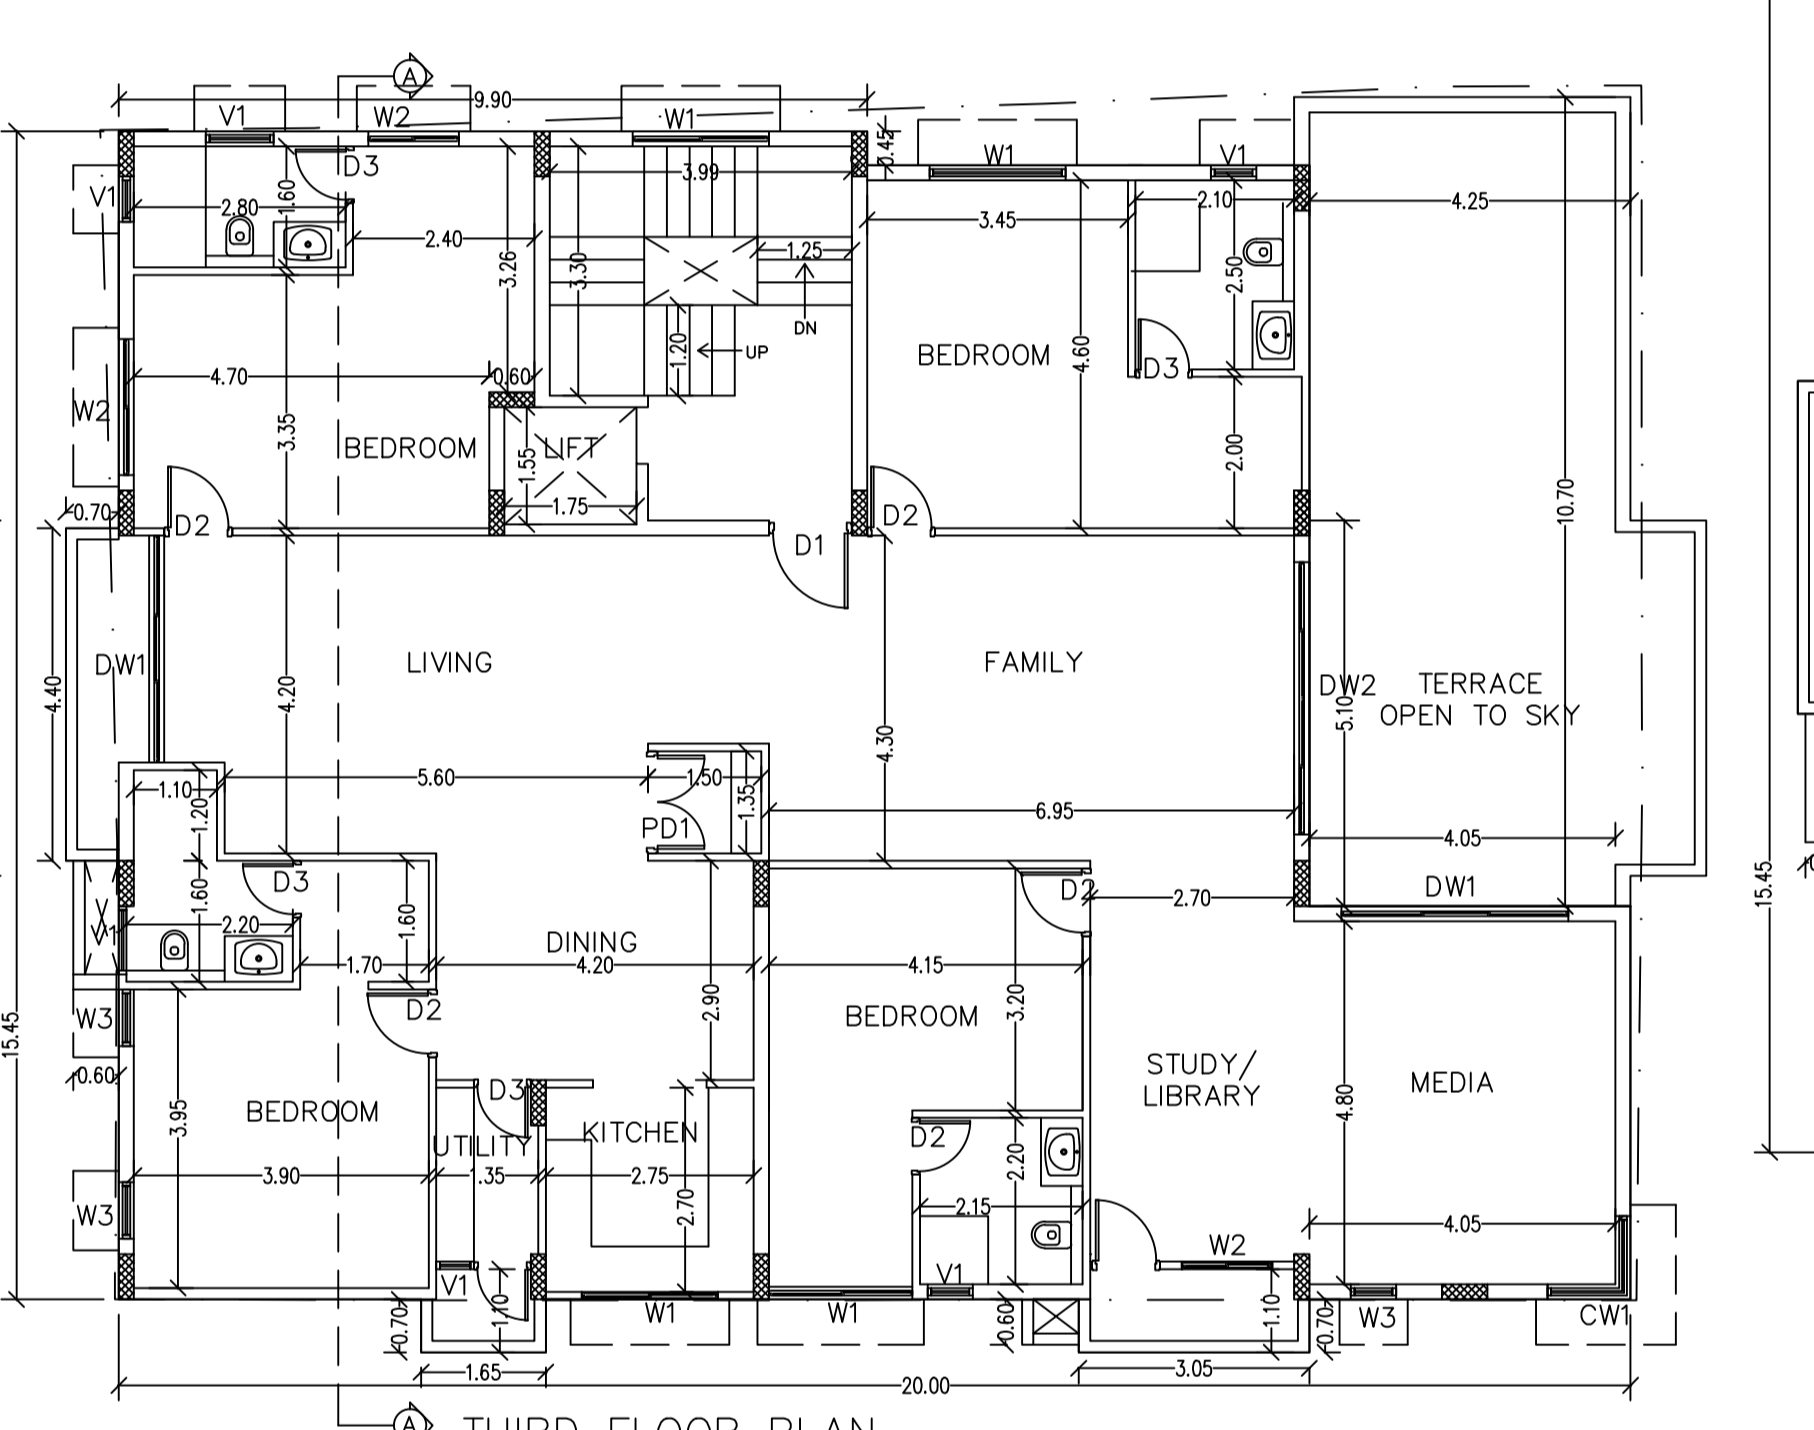 A
9.90
V1
W2
W1
0.45
D3
3.99
W1
V1
V1
1.60
2.80
2.10
4.25
3.45
2.40
1.25
3.26
3.30
2.50
DN
1.20
UP
BEDROOM
4.60
D3
4.70
0.60
W2
3.35
BEDROOM
LIFT
1.55
2.00
1.75
10.70
0.70
D2
D2
D1
LIVING
FAMILY
DW1
4.40
4.20
DW2
TERRACE
OPEN TO SKY
5.10
4.30
5.60
1.50
1.10
1.20
1.35
6.95
PD1
4.05
D3
D2
DW1
15.45
1.60
1.60
2.70
2.20
V1
DINING
1.70
4.20
4.15
2.90
3.20
W3
D2
BEDROOM
15.45
STUDY/
LIBRARY
MEDIA
0.60
D3
BEDROOM
3.95
4.80
UTILITY
KITCHEN
D2
3.90
.35
2.75
2.20
2.70
2.15
W3
4.05
W2
V1
V1
1.10
0.70
W1
W1
0.60
1.10
0.70
W3
CW1
1.65
3.05
20.00
A
THIRD FLOOR PLAN